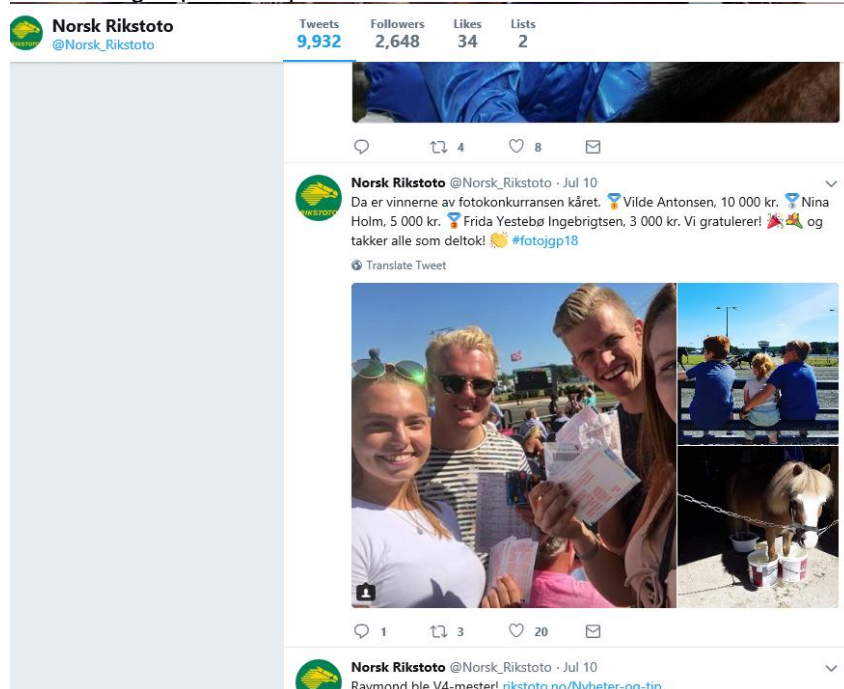 Norsk Rikstoto
@Norsk_Rikstoto
Tweets Followers Likes Lists
9,932 2,648 34 2
4 8
RIKSTOTO
Norsk Rikstoto @Norsk_Rikstoto · Jul 10
Da er vinnerne av fotokonkurransen kåret. 🥇Vilde Antonsen, 10 000 kr. 🥈Nina
Holm, 5 000 kr. 🥉Frida Yestebø Ingebrigtsen, 3 000 kr. Vi gratulerer! 🎉💐 og
takker alle som deltok! 👏 #fotojgp18
Translate Tweet
1 3 20
Norsk Rikstoto @Norsk_Rikstoto · Jul 10
Raymond ble V4-mester! rikstoto.no/Nyheter-og-tip